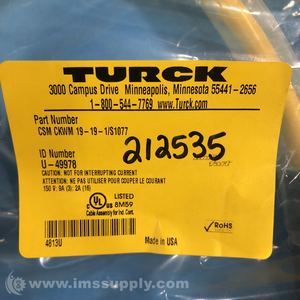 TURCK
3000 Campus Drive Minneapolis, Minnesota 55441-2656
1-800-544-7769 www.Turck.com
Part Number
CSM CKWM 19-19-1/S1077
212535
ID Number
U-49978
CAUTION: NOT FOR INTERRUPTING CURRENT
ATTENTION: NE PAS UTILISER POUR COUPER LE COURANT
150 V: 9A (3); 2A (16)
UL LISTED
8M59
Cable Assembly for Ind. Cont.
RoHS
4813U
Made in USA
© www.imssupply.com